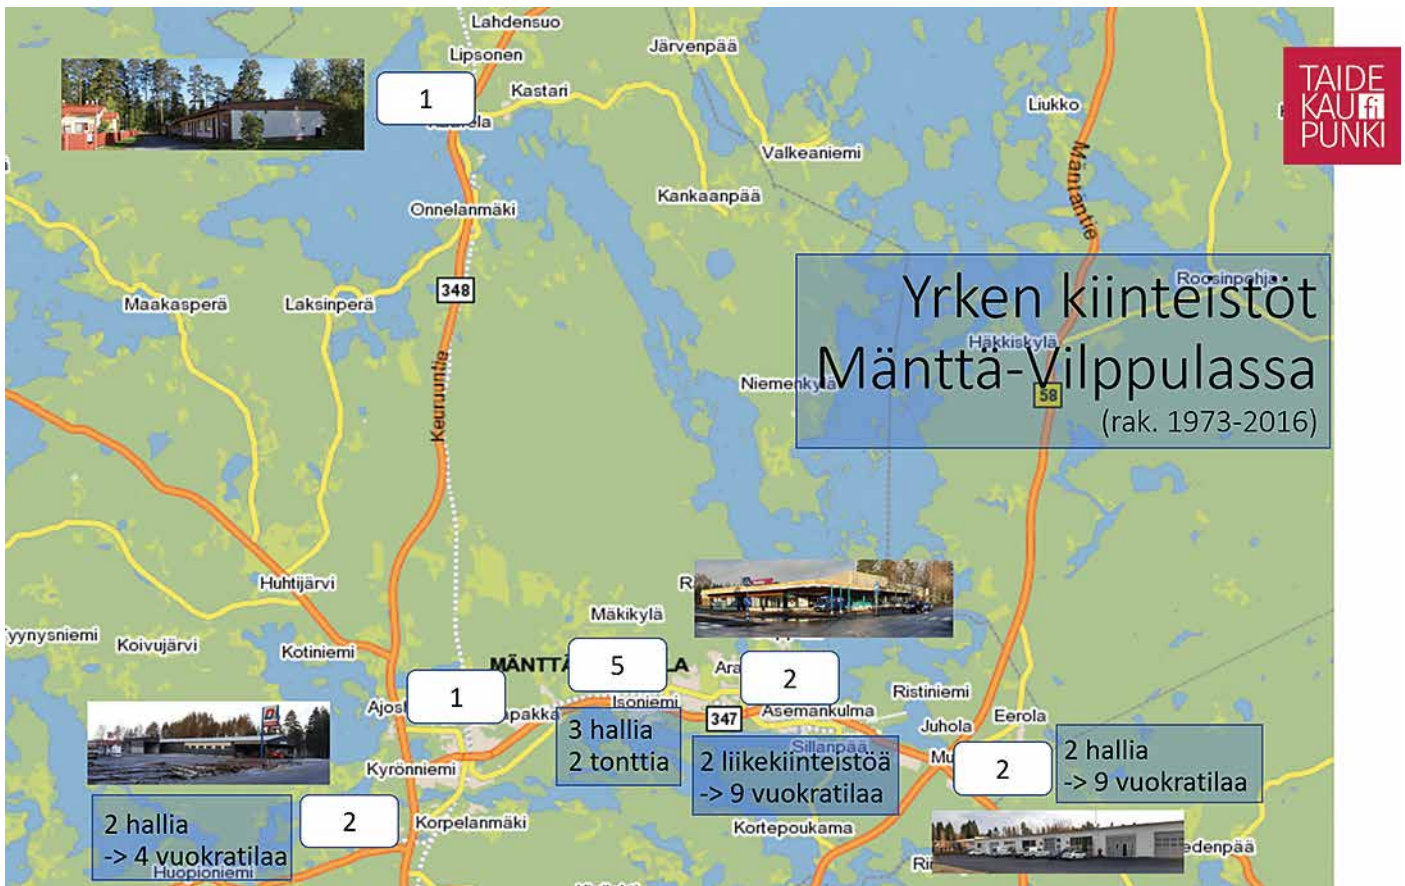 Lahdensuo
Lipsonen
Järvenpää
TAIDE
KAU fi
PUNKI
1
Kastari
Liukko
Mäntäntie
Valkeaniemi
Kankaanpää
Onnelanmäki
348
Maakasperä
Laksinperä
Roosinpohja
Yrken kiinteistöt
Häkkiskylä
Mänttä-Vilppulassa
Niemenkylä
58
(rak. 1973-2016)
Keuruuntie
Huhtijärvi
Mäkikylä
Koivujärvi
Kotiniemi
5
2
1
Ristiniemi
Isoniemi
347
Asemankulma
Juhola
Eerola
3 hallia
2 tonttia
Sillanpää
2 liikekiinteistöä
-> 9 vuokratilaa
2
2 hallia
-> 9 vuokratilaa
Kyrönniemi
2 hallia
-> 4 vuokratilaa
2
Korpelanmäki
Kortepoukama
Huopioniemi